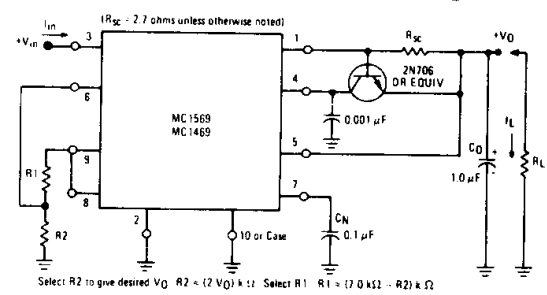 (RSC = 2.7 ohms unless otherwise noted)
Iin
+Vin
3
1
RSC
+VO
6
4
2N706
OR EQUIV
MC1569
MC1469
0.001 µF
IL
5
CO
+
-
RL
1.0 µF
R1
9
7
8
CN
0.1 µF
R2
2
10 or Case
Select R2 to give desired VO R2 ≈ (2 VO) k Ω Select R1 R1 ≈ (7.0 kΩ - R2) k Ω